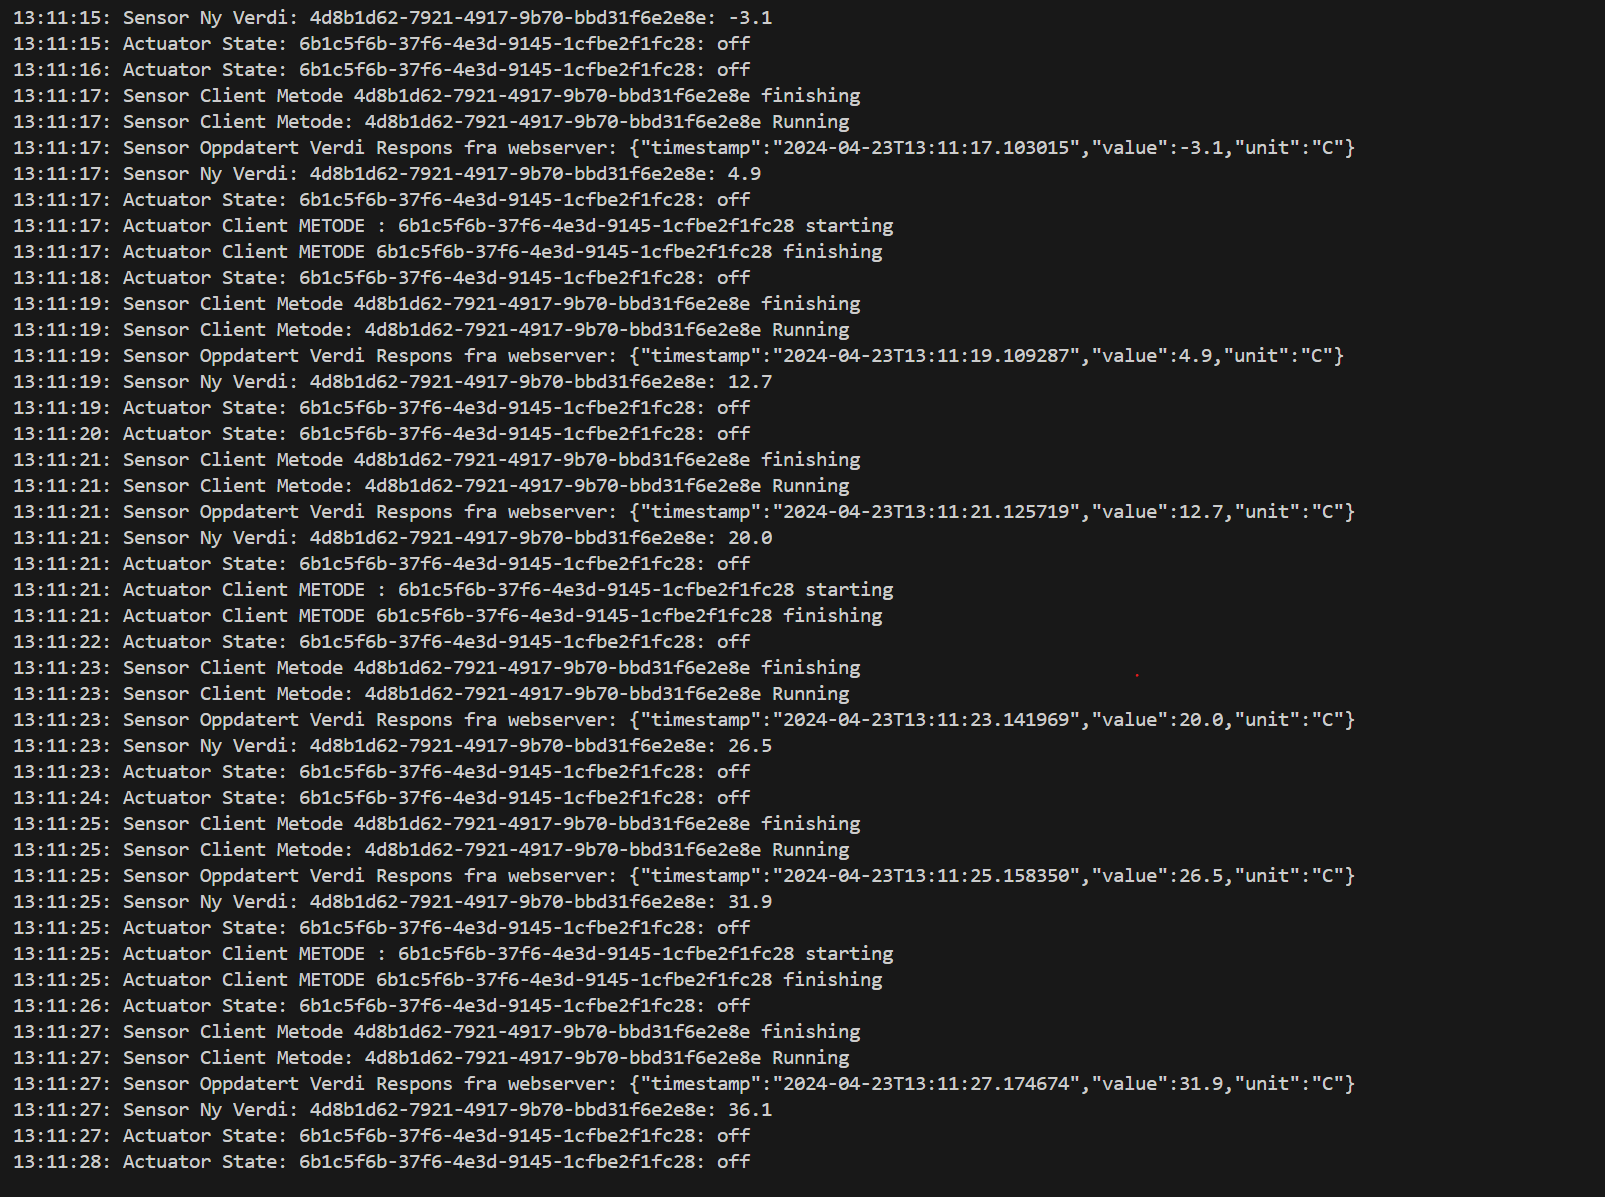 13:11:15: Sensor Ny Verdi: 4d8b1d62-7921-4917-9b70-bbd31f6e2e8e: -3.1
13:11:15: Actuator State: 6b1c5f6b-37f6-4e3d-9145-1cfbe2f1fc28: off
13:11:16: Actuator State: 6b1c5f6b-37f6-4e3d-9145-1cfbe2f1fc28: off
13:11:17: Sensor Client Metode 4d8b1d62-7921-4917-9b70-bbd31f6e2e8e finishing
13:11:17: Sensor Client Metode: 4d8b1d62-7921-4917-9b70-bbd31f6e2e8e Running
13:11:17: Sensor Oppdatert Verdi Respons fra webserver: {"timestamp":"2024-04-23T13:11:17.103015","value":-3.1,"unit":"C"}
13:11:17: Sensor Ny Verdi: 4d8b1d62-7921-4917-9b70-bbd31f6e2e8e: 4.9
13:11:17: Actuator State: 6b1c5f6b-37f6-4e3d-9145-1cfbe2f1fc28: off
13:11:17: Actuator Client METODE : 6b1c5f6b-37f6-4e3d-9145-1cfbe2f1fc28 starting
13:11:17: Actuator Client METODE 6b1c5f6b-37f6-4e3d-9145-1cfbe2f1fc28 finishing
13:11:18: Actuator State: 6b1c5f6b-37f6-4e3d-9145-1cfbe2f1fc28: off
13:11:19: Sensor Client Metode 4d8b1d62-7921-4917-9b70-bbd31f6e2e8e finishing
13:11:19: Sensor Client Metode: 4d8b1d62-7921-4917-9b70-bbd31f6e2e8e Running
13:11:19: Sensor Oppdatert Verdi Respons fra webserver: {"timestamp":"2024-04-23T13:11:19.109287","value":4.9,"unit":"C"}
13:11:19: Sensor Ny Verdi: 4d8b1d62-7921-4917-9b70-bbd31f6e2e8e: 12.7
13:11:19: Actuator State: 6b1c5f6b-37f6-4e3d-9145-1cfbe2f1fc28: off
13:11:20: Actuator State: 6b1c5f6b-37f6-4e3d-9145-1cfbe2f1fc28: off
13:11:21: Sensor Client Metode 4d8b1d62-7921-4917-9b70-bbd31f6e2e8e finishing
13:11:21: Sensor Client Metode: 4d8b1d62-7921-4917-9b70-bbd31f6e2e8e Running
13:11:21: Sensor Oppdatert Verdi Respons fra webserver: {"timestamp":"2024-04-23T13:11:21.125719","value":12.7,"unit":"C"}
13:11:21: Sensor Ny Verdi: 4d8b1d62-7921-4917-9b70-bbd31f6e2e8e: 20.0
13:11:21: Actuator State: 6b1c5f6b-37f6-4e3d-9145-1cfbe2f1fc28: off
13:11:21: Actuator Client METODE : 6b1c5f6b-37f6-4e3d-9145-1cfbe2f1fc28 starting
13:11:21: Actuator Client METODE 6b1c5f6b-37f6-4e3d-9145-1cfbe2f1fc28 finishing
13:11:22: Actuator State: 6b1c5f6b-37f6-4e3d-9145-1cfbe2f1fc28: off
13:11:23: Sensor Client Metode 4d8b1d62-7921-4917-9b70-bbd31f6e2e8e finishing
13:11:23: Sensor Client Metode: 4d8b1d62-7921-4917-9b70-bbd31f6e2e8e Running
13:11:23: Sensor Oppdatert Verdi Respons fra webserver: {"timestamp":"2024-04-23T13:11:23.141969","value":20.0,"unit":"C"}
13:11:23: Sensor Ny Verdi: 4d8b1d62-7921-4917-9b70-bbd31f6e2e8e: 26.5
13:11:23: Actuator State: 6b1c5f6b-37f6-4e3d-9145-1cfbe2f1fc28: off
13:11:24: Actuator State: 6b1c5f6b-37f6-4e3d-9145-1cfbe2f1fc28: off
13:11:25: Sensor Client Metode 4d8b1d62-7921-4917-9b70-bbd31f6e2e8e finishing
13:11:25: Sensor Client Metode: 4d8b1d62-7921-4917-9b70-bbd31f6e2e8e Running
13:11:25: Sensor Oppdatert Verdi Respons fra webserver: {"timestamp":"2024-04-23T13:11:25.158350","value":26.5,"unit":"C"}
13:11:25: Sensor Ny Verdi: 4d8b1d62-7921-4917-9b70-bbd31f6e2e8e: 31.9
13:11:25: Actuator State: 6b1c5f6b-37f6-4e3d-9145-1cfbe2f1fc28: off
13:11:25: Actuator Client METODE : 6b1c5f6b-37f6-4e3d-9145-1cfbe2f1fc28 starting
13:11:25: Actuator Client METODE 6b1c5f6b-37f6-4e3d-9145-1cfbe2f1fc28 finishing
13:11:26: Actuator State: 6b1c5f6b-37f6-4e3d-9145-1cfbe2f1fc28: off
13:11:27: Sensor Client Metode 4d8b1d62-7921-4917-9b70-bbd31f6e2e8e finishing
13:11:27: Sensor Client Metode: 4d8b1d62-7921-4917-9b70-bbd31f6e2e8e Running
13:11:27: Sensor Oppdatert Verdi Respons fra webserver: {"timestamp":"2024-04-23T13:11:27.174674","value":31.9,"unit":"C"}
13:11:27: Sensor Ny Verdi: 4d8b1d62-7921-4917-9b70-bbd31f6e2e8e: 36.1
13:11:27: Actuator State: 6b1c5f6b-37f6-4e3d-9145-1cfbe2f1fc28: off
13:11:28: Actuator State: 6b1c5f6b-37f6-4e3d-9145-1cfbe2f1fc28: off